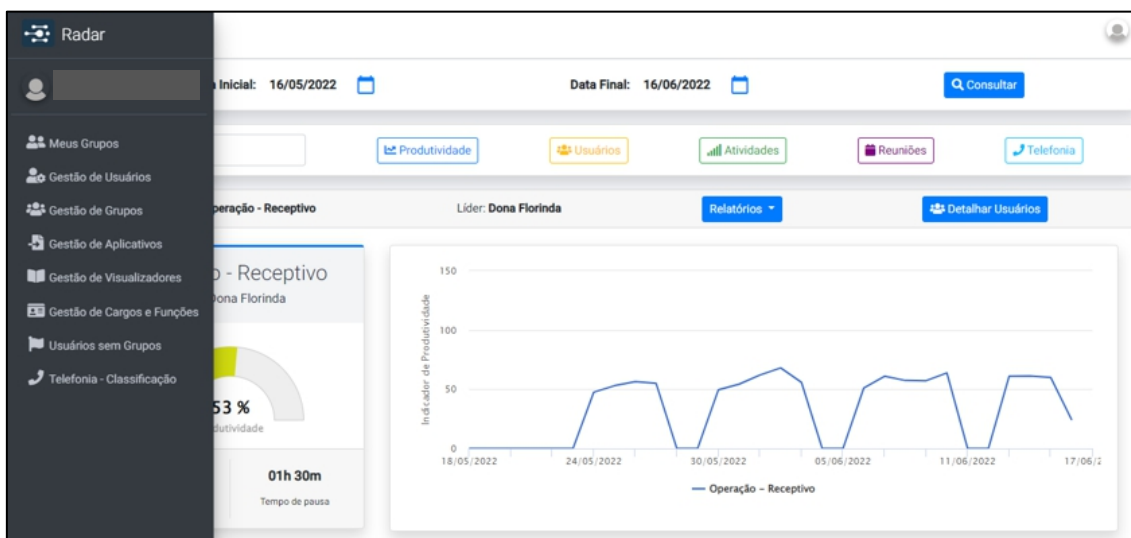 Radar
Inicial: 16/05/2022
Data Final: 16/06/2022
Consultar
Meus Grupos
Gestão de Usuários
Gestão de Grupos
Gestão de Aplicativos
Gestão de Visualizadores
Gestão de Cargos e Funções
Usuários sem Grupos
Telefonia - Classificação
Produtividade
Usuários
Atividades
Reuniões
Telefonia
peração - Receptivo
Líder: Dona Florinda
Relatórios
Detalhar Usuários
o - Receptivo
Dona Florinda
53 %
dutividade
01h 30m
Tempo de pausa
Indicador de Produtividade
150
100
50
0
18/05/2022 24/05/2022 30/05/2022 05/06/2022 11/06/2022 17/06/2
Operação - Receptivo